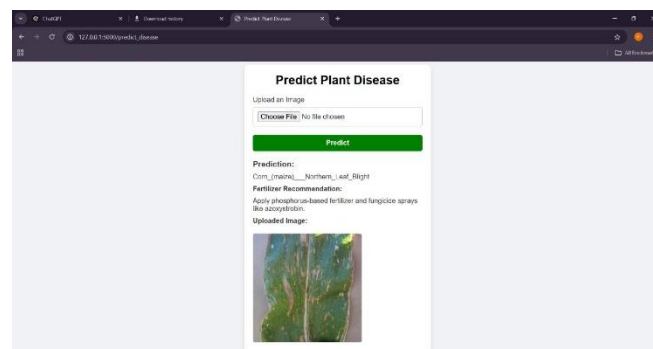 ChatGPT
Download history
Predict Plant Disease
127.0.0.1:5000/predict_disease
All Bookmarks
Predict Plant Disease
Upload an Image
Choose File No file chosen
Predict
Prediction:
Corn_(maize)___Northern_Leaf_Blight
Fertilizer Recommendation:
Apply phosphorus-based fertilizer and fungicide sprays
like azoxystrobin.
Uploaded Image: